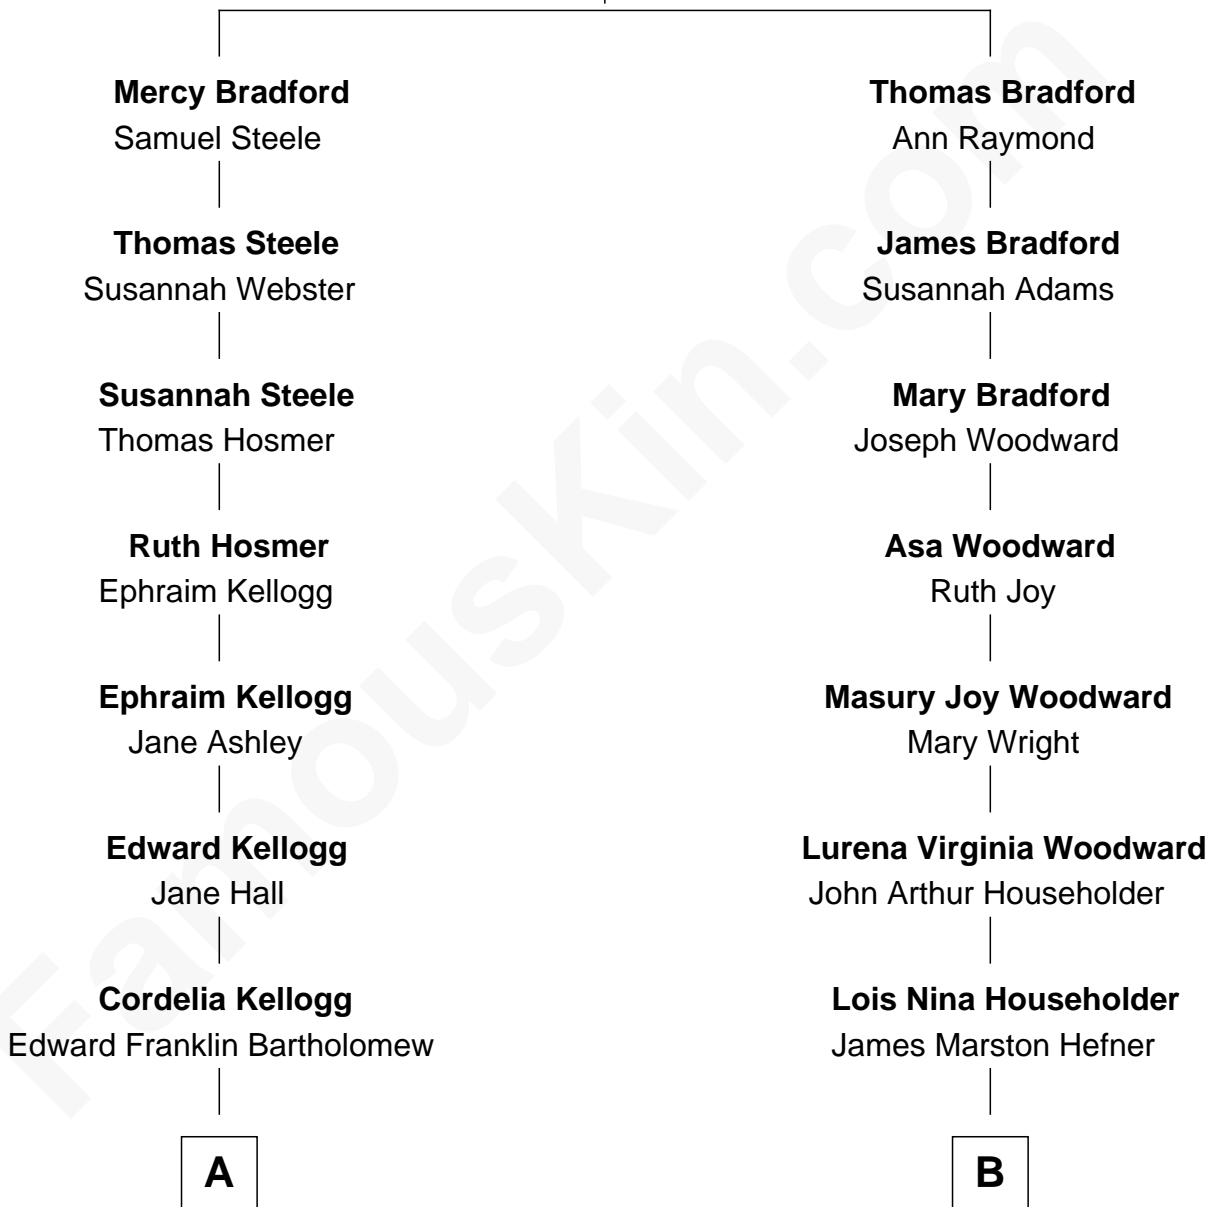 Mercy Bradford
Samuel Steele
Thomas Steele
Susannah Webster
Susannah Steele
Thomas Hosmer
Ruth Hosmer
Ephraim Kellogg
Ephraim Kellogg
Jane Ashley
Edward Kellogg
Jane Hall
Cordelia Kellogg
Edward Franklin Bartholomew
A
Thomas Bradford
Ann Raymond
James Bradford
Susannah Adams
Mary Bradford
Joseph Woodward
Asa Woodward
Ruth Joy
Masury Joy Woodward
Mary Wright
Lurena Virginia Woodward
John Arthur Householder
Lois Nina Householder
James Marston Hefner
B
FamousKin.com